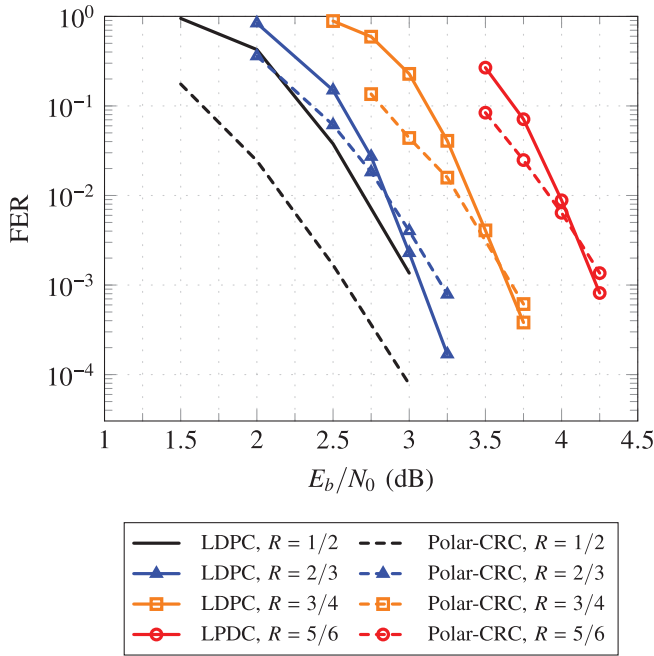 10^0
10^−1
10^−2
10^−3
10^−4
FER
1 1.5 2 2.5 3 3.5 4 4.5
E_b/N_0 (dB)
LDPC, R = 1/2 Polar-CRC, R = 1/2
LDPC, R = 2/3 Polar-CRC, R = 2/3
LDPC, R = 3/4 Polar-CRC, R = 3/4
LPDC, R = 5/6 Polar-CRC, R = 5/6